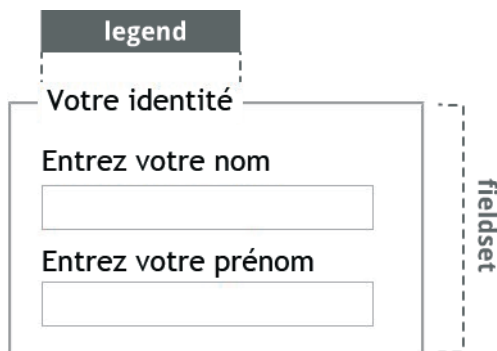 legend
Votre identité
Entrez votre nom
fieldset
Entrez votre prénom